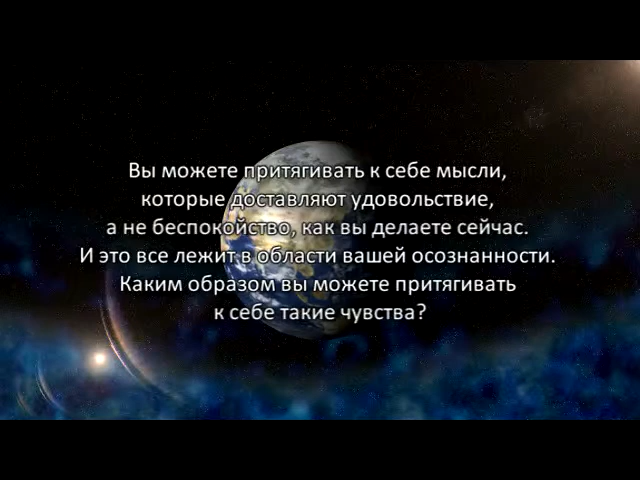 Вы можете притягивать к себе мысли,
которые доставляют удовольствие,
а не беспокойство, как вы делаете сейчас.
И это все лежит в области вашей осознанности.
Каким образом вы можете притягивать
к себе такие чувства?